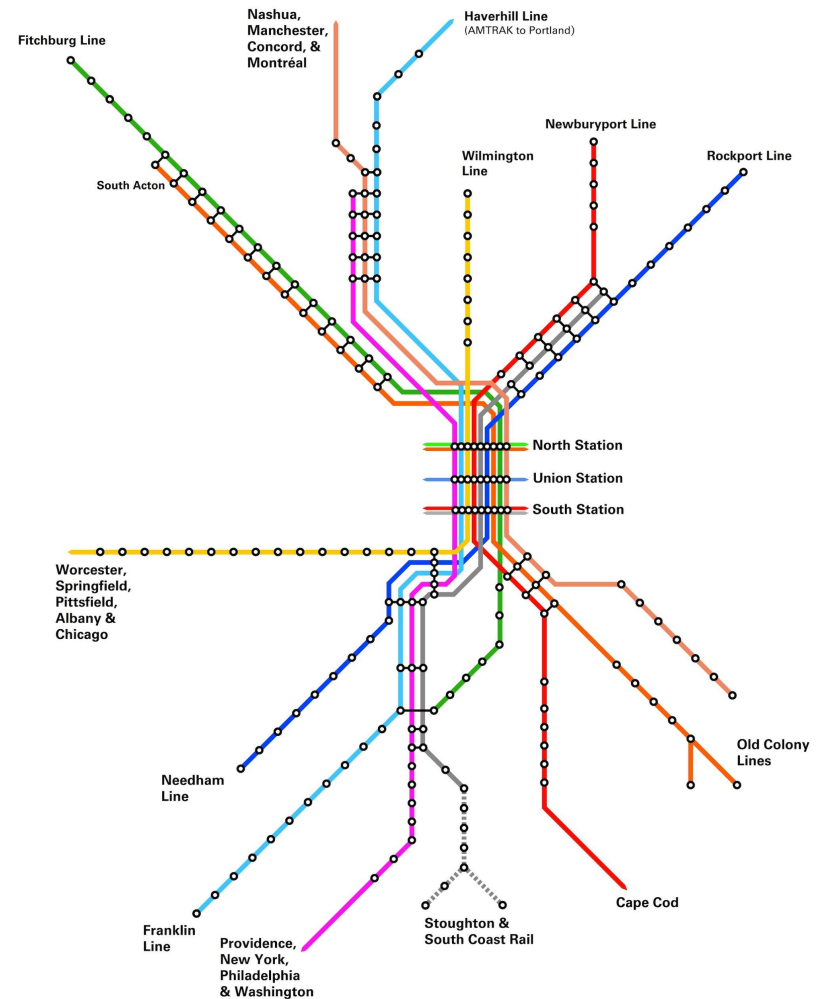 Nashua,
Manchester,
Concord, &
Montréal
Haverhill Line
(AMTRAK to Portland)
Fitchburg Line
Newburyport Line
Wilmington
Line
Rockport Line
South Acton
North Station
Union Station
South Station
Worcester,
Springfield,
Pittsfield,
Albany &
Chicago
Old Colony
Lines
Needham
Line
Cape Cod
Franklin
Line
Stoughton &
South Coast Rail
Providence,
New York,
Philadelphia
& Washington